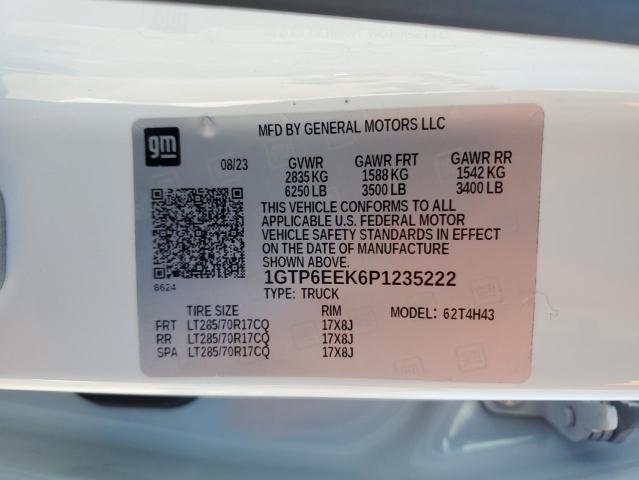 gm
MFD BY GENERAL MOTORS LLC
08/23 GVWR GAWR FRT GAWR RR
2835 KG 1588 KG 1542 KG
6250 LB 3500 LB 3400 LB
THIS VEHICLE CONFORMS TO ALL
APPLICABLE U.S. FEDERAL MOTOR
VEHICLE SAFETY STANDARDS IN EFFECT
ON THE DATE OF MANUFACTURE
SHOWN ABOVE.
8624
1GTP6EEK6P1235222
TYPE: TRUCK
TIRE SIZE RIM MODEL: 62T4H43
FRT LT285/70R17CQ 17X8J
RR LT285/70R17CQ 17X8J
SPA LT285/70R17CQ 17X8J